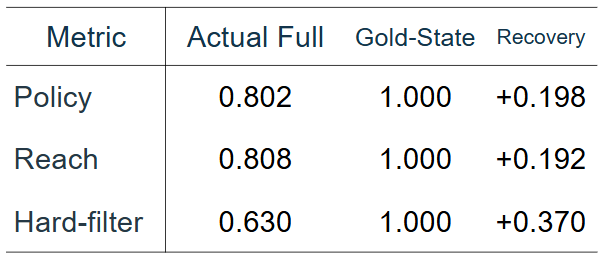 Metric Actual Full Gold-State Recovery
Policy 0.802 1.000 +0.198
Reach 0.808 1.000 +0.192
Hard-filter 0.630 1.000 +0.370